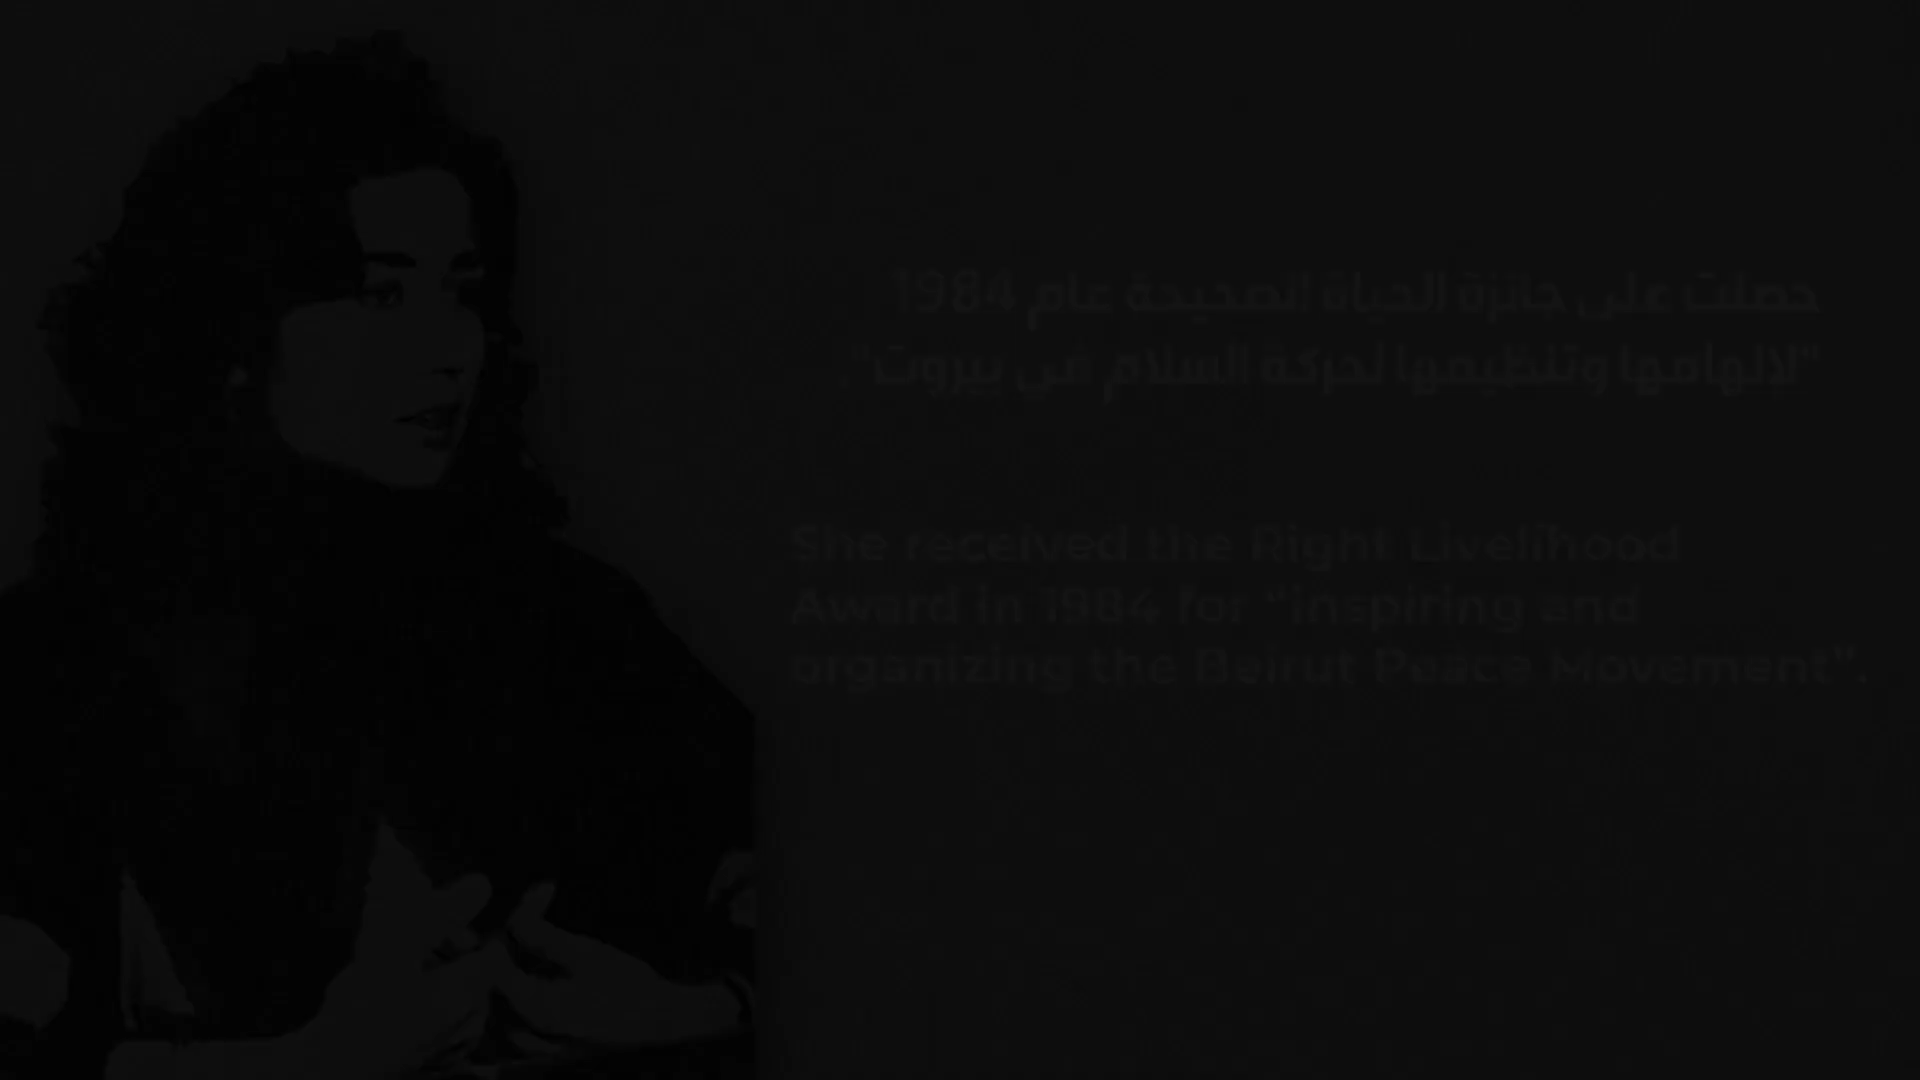 حصلت على جائزة الحياة الصحيحة عام 1984
"لإلهامها وتنظيمها لحركة السلام في بيروت".
She received the Right Livelihood
Award in 1984 for "inspiring and
organizing the Beirut Peace Movement".